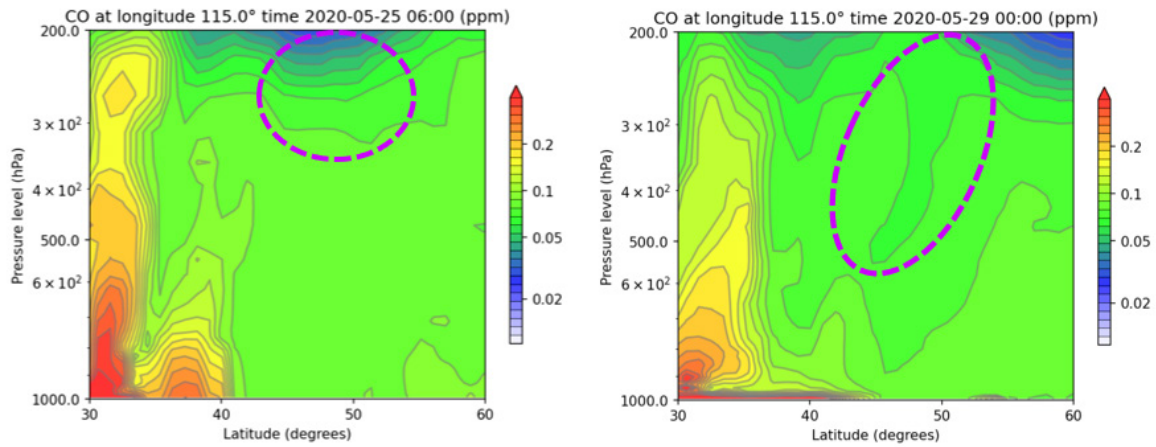 CO at longitude 115.0° time 2020-05-25 06:00 (ppm)
200.0
3 × 10²
4 × 10²
500.0
6 × 10²
1000.0
Pressure level (hPa)
30
40
50
60
Latitude (degrees)
0.2
0.1
0.05
0.02
CO at longitude 115.0° time 2020-05-29 00:00 (ppm)
200.0
3 × 10²
4 × 10²
500.0
6 × 10²
1000.0
Pressure level (hPa)
30
40
50
60
Latitude (degrees)
0.2
0.1
0.05
0.02